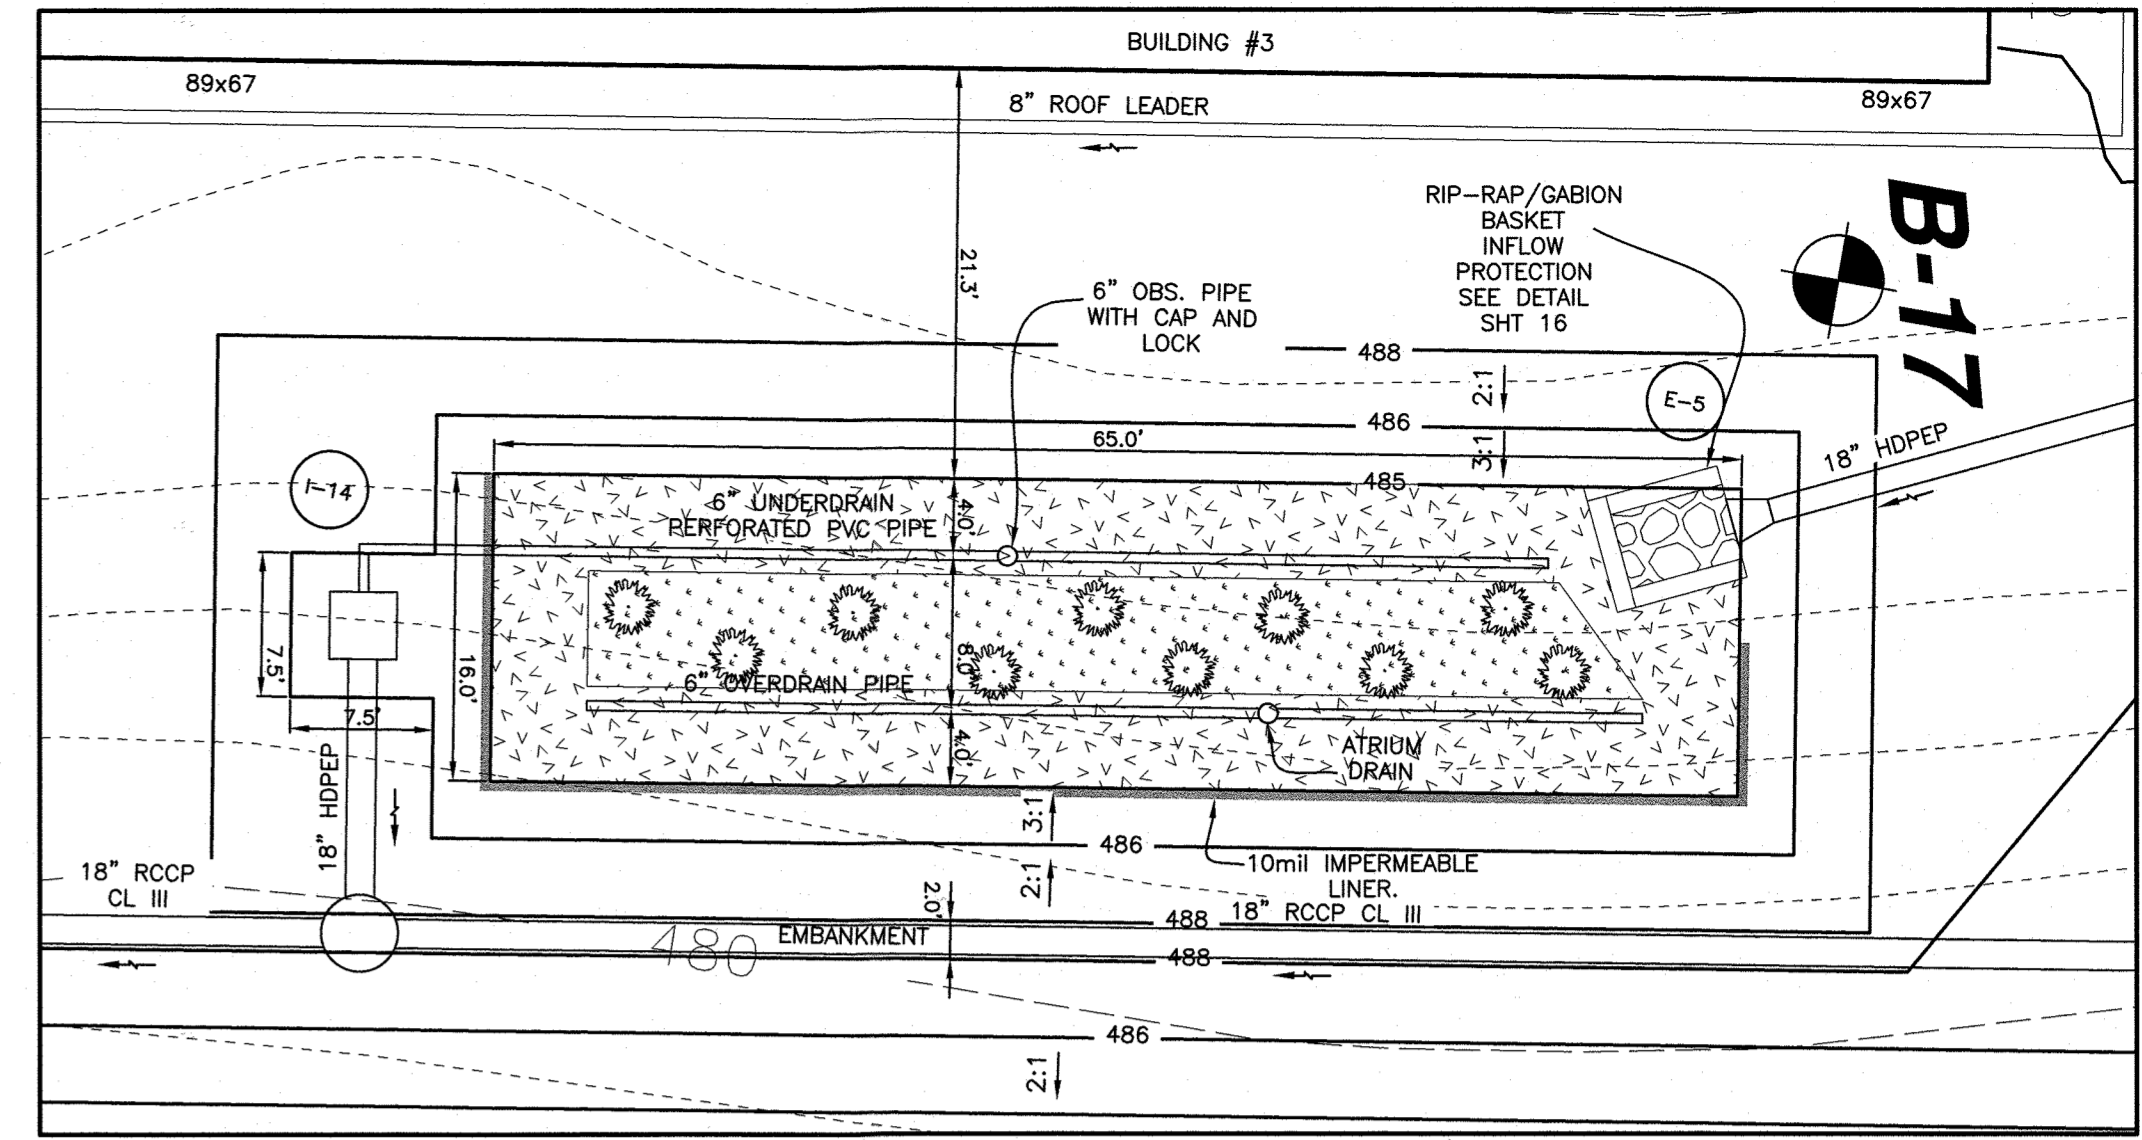 BUILDING #3
89x67
8" ROOF LEADER
89x67
RIP-RAP/GABION
BASKET
INFLOW
PROTECTION
SEE DETAIL
SHT 16
B-17
21.3'
6" OBS. PIPE
WITH CAP AND
LOCK
488
2:1
E-5
486
65.0'
3:1
18" HDPEP
485
I-14
6" UNDERDRAIN
PERFORATED PVC PIPE
4.0'
7.5'
16.0'
8.0'
6" OVERDRAIN PIPE
7.5'
4.0'
ATRIUM
DRAIN
18" HDPEP
3:1
486
2:1
10mil IMPERMEABLE
LINER.
18" RCCP
CL III
2.0'
488
18" RCCP CL III
480
EMBANKMENT
488
486
2:1